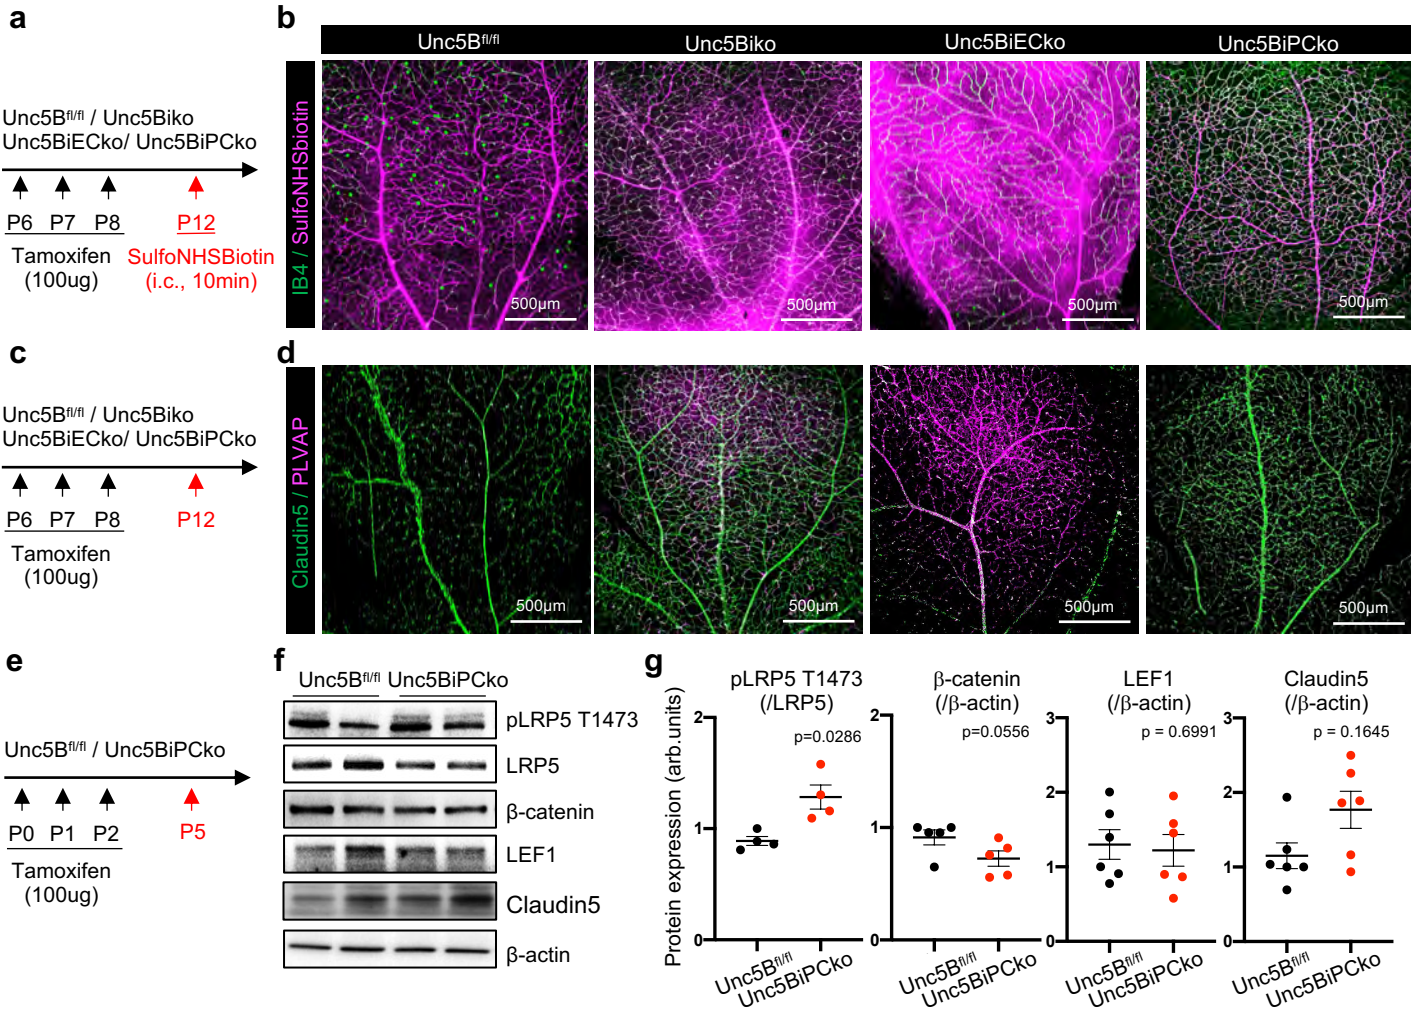 a
Unc5Bfl/fl / Unc5Biko
Unc5BiECko/ Unc5BiPCko
P6 P7 P8 P12
Tamoxifen
(100ug)
SulfoNHSBiotin
(i.c., 10min)
b
Unc5Bfl/fl Unc5Biko Unc5BiECko Unc5BiPCko
IB4 / SulfoNHSbiotin
500µm 500µm 500µm 500µm
c
Unc5Bfl/fl / Unc5Biko
Unc5BiECko/ Unc5BiPCko
P6 P7 P8 P12
Tamoxifen
(100ug)
d
Claudin5 / PLVAP
500µm 500µm 500µm 500µm
e
Unc5Bfl/fl / Unc5BiPCko
P0 P1 P2 P5
Tamoxifen
(100ug)
f
Unc5Bfl/fl Unc5BiPCko
pLRP5 T1473
LRP5
β-catenin
LEF1
Claudin5
β-actin
g
Protein expression (arb.units)
pLRP5 T1473
(/LRP5)
p=0.0286
2
1
0
Unc5Bfl/fl
Unc5BiPCko
β-catenin
(/β-actin)
p=0.0556
2
1
0
Unc5Bfl/fl
Unc5BiPCko
LEF1
(/β-actin)
p = 0.6991
3
2
1
0
Unc5Bfl/fl
Unc5BiPCko
Claudin5
(/β-actin)
p = 0.1645
3
2
1
0
Unc5Bfl/fl
Unc5BiPCko